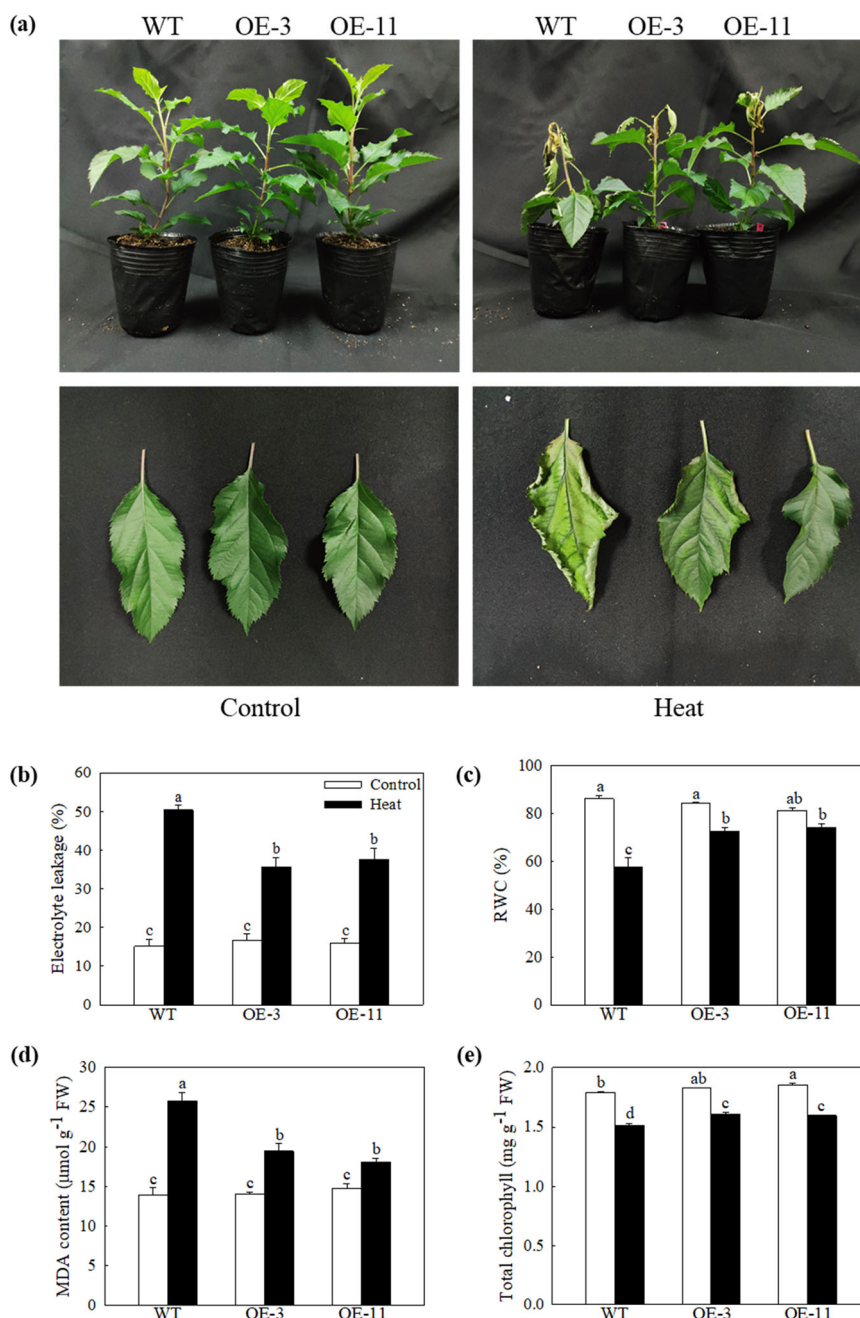 (a)
WT OE-3 OE-11
WT OE-3 OE-11
Control
Heat
(b)
Electrolyte leakage (%)
60
50
40
30
20
10
0
Control
Heat
c a c b c b
WT OE-3 OE-11
(c)
RWC (%)
100
80
60
40
20
0
a c a b ab b
WT OE-3 OE-11
(d)
MDA content (μmol g⁻¹ FW)
30
25
20
15
10
5
0
c a c b c b
WT OE-3 OE-11
(e)
Total chlorophyll (mg g⁻¹ FW)
2.0
1.5
1.0
0.5
0.0
b d ab c a c
WT OE-3 OE-11